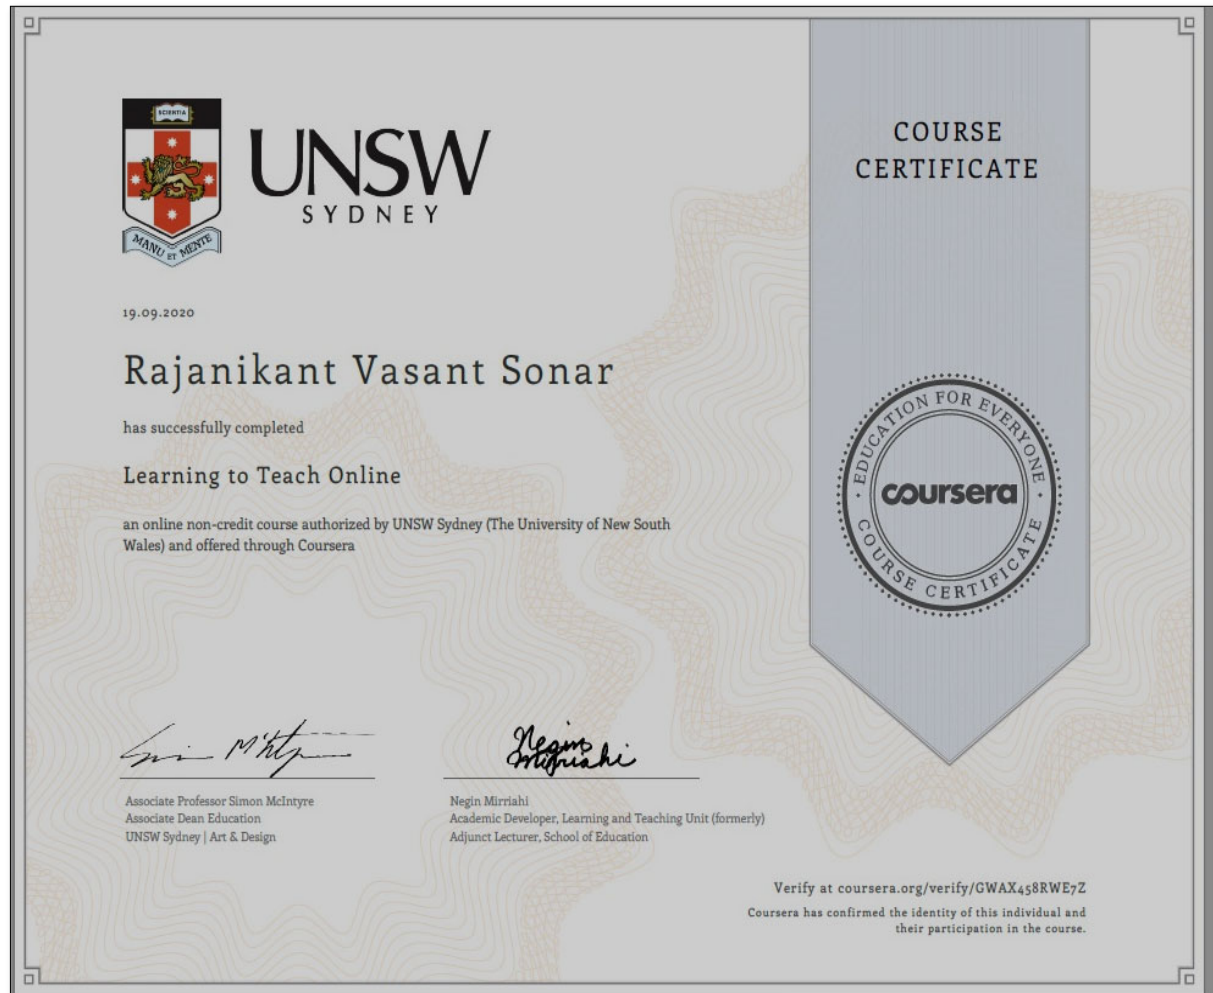 SCIENTIA
MANU ET MENTE
UNSW
SYDNEY
COURSE
CERTIFICATE
19.09.2020
Rajanikant Vasant Sonar
has successfully completed
Learning to Teach Online
an online non-credit course authorized by UNSW Sydney (The University of New South
Wales) and offered through Coursera
EDUCATION FOR EVERYONE
coursera
COURSE CERTIFICATE
Negin
Mirriahi
Associate Professor Simon McIntyre
Associate Dean Education
UNSW Sydney | Art & Design
Negin Mirriahi
Academic Developer, Learning and Teaching Unit (formerly)
Adjunct Lecturer, School of Education
Verify at coursera.org/verify/GWAX458RWE7Z
Coursera has confirmed the identity of this individual and
their participation in the course.